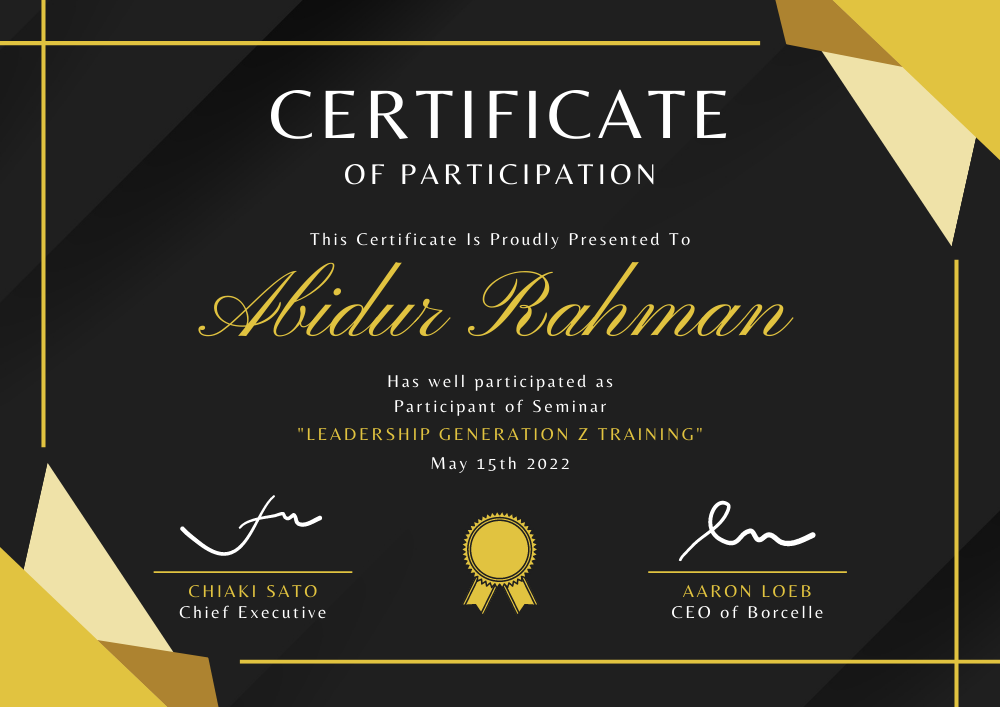 CERTIFICATE
OF PARTICIPATION
This Certificate Is Proudly Presented To
Abidur Rahman
Has well participated as
Participant of Seminar
"LEADERSHIP GENERATION Z TRAINING"
May 15th 2022
CHIAKI SATO
Chief Executive
AARON LOEB
CEO of Borcelle